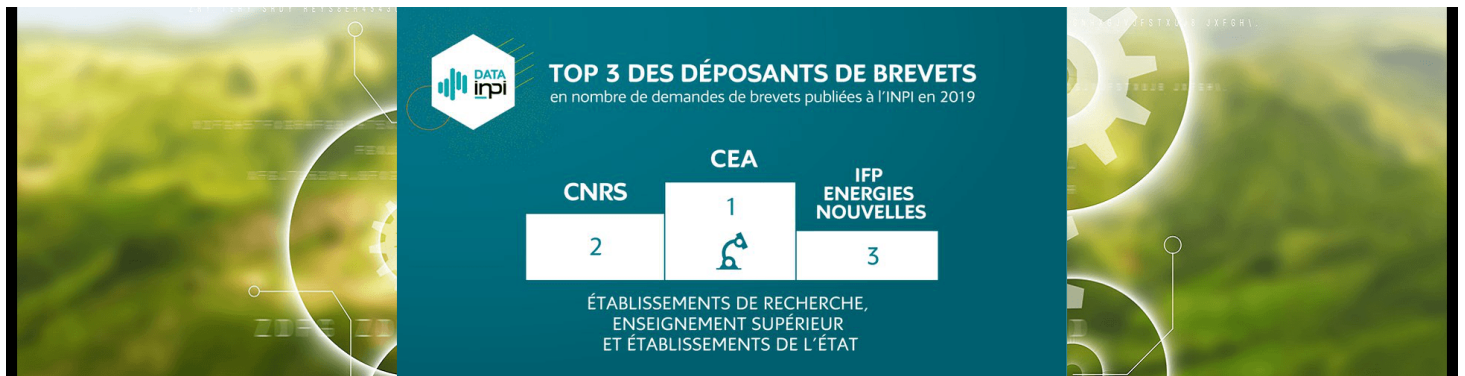 DATA
inpi
TOP 3 DES DÉPOSANTS DE BREVETS
en nombre de demandes de brevets publiées à l'INPI en 2019
CEA
CNRS
IFP
ENERGIES
NOUVELLES
1
2
3
ÉTABLISSEMENTS DE RECHERCHE,
ENSEIGNEMENT SUPÉRIEUR
ET ÉTABLISSEMENTS DE L'ÉTAT